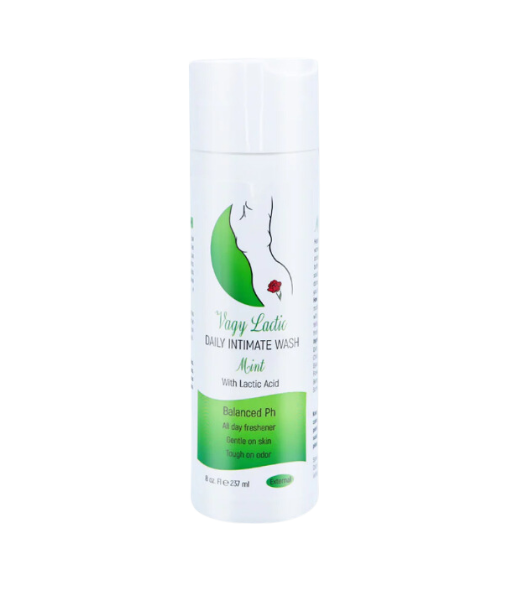 Vagy Lactic
DAILY INTIMATE WASH
Mint
With Lactic Acid
Balanced Ph
All day freshener
Gentle on skin
Tough on odor
8 oz. Fl ℮ 237 ml
External